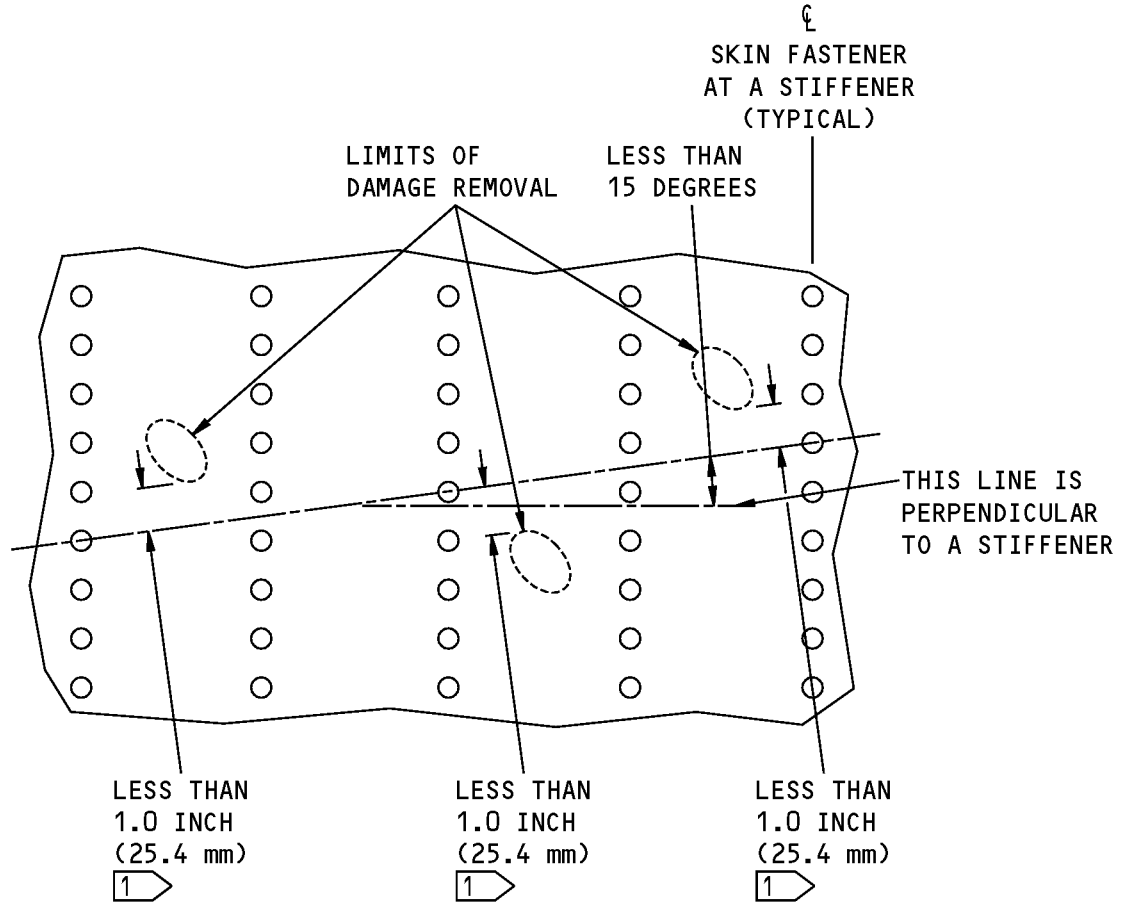 ℄
SKIN FASTENER
AT A STIFFENER
(TYPICAL)
LIMITS OF
DAMAGE REMOVAL
LESS THAN
15 DEGREES
THIS LINE IS
PERPENDICULAR
TO A STIFFENER
LESS THAN
1.0 INCH
(25.4 mm)
1
LESS THAN
1.0 INCH
(25.4 mm)
1
LESS THAN
1.0 INCH
(25.4 mm)
1